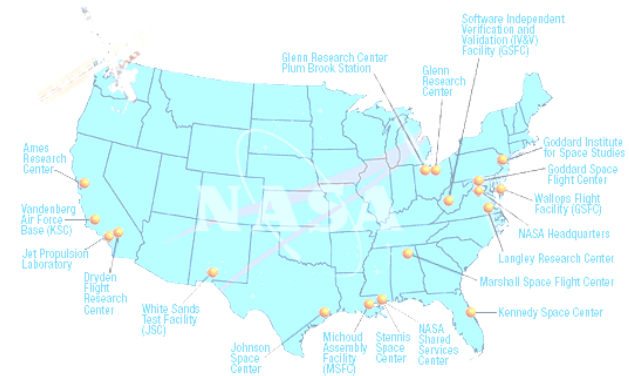 Software Independent
Verification and
Validation (IV&V)
Facility (GSFC)
Glenn Research Center
Plum Brook Station
Glenn
Research
Center
Ames
Research
Center
Goddard Institute
for Space Studies
Goddard Space
Flight Center
Wallops Flight
Facility (GSFC)
NASA Headquarters
Langley Research Center
Marshall Space Flight Center
Kennedy Space Center
Vandenberg
Air Force
Base (KSC)
Jet Propulsion
Laboratory
Dryden
Flight
Research
Center
White Sands
Test Facility
(JSC)
Johnson
Space
Center
Michoud
Assembly
Facility
(MSFC)
Stennis
Space
Center
NASA
Shared
Services
Center
NASA